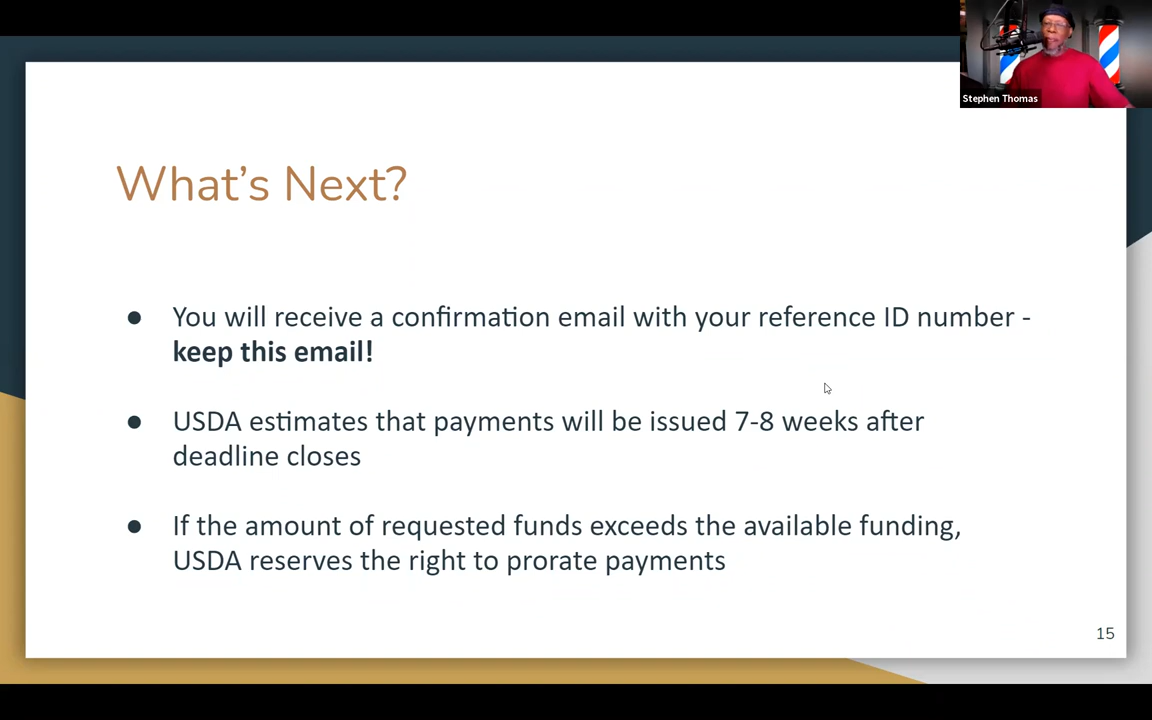 Stephen Thomas
What's Next?
● You will receive a confirmation email with your reference ID number -
keep this email!
● USDA estimates that payments will be issued 7-8 weeks after
deadline closes
● If the amount of requested funds exceeds the available funding,
USDA reserves the right to prorate payments
15